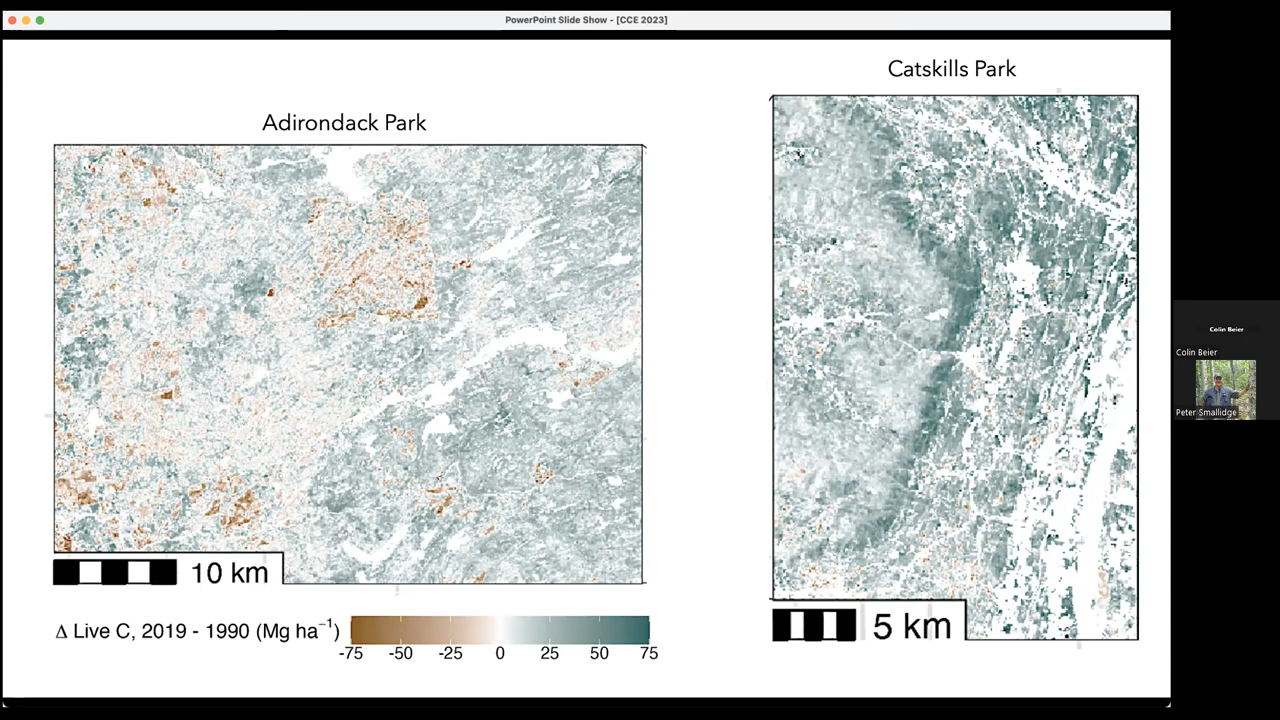 PowerPoint Slide Show - [CCE 2023]
Catskills Park
Adirondack Park
10 km
5 km
Δ Live C, 2019 - 1990 (Mg ha⁻¹)
-75 -50 -25 0 25 50 75
Colin Beier
Colin Beier
Peter Smallidge